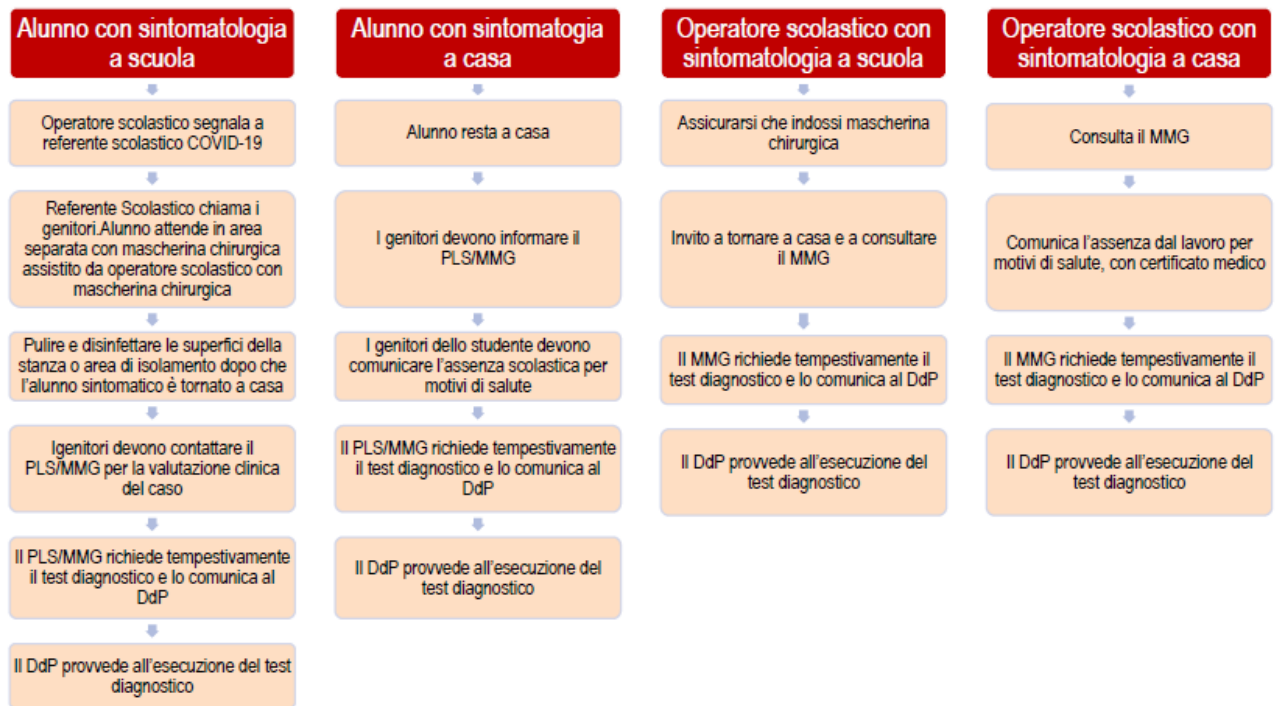 Alunno con sintomatologia
a scuola
Operatore scolastico segnala a
referente scolastico COVID-19
Referente Scolastico chiama i
genitori.Alunno attende in area
separata con mascherina chirurgica
assistito da operatore scolastico con
mascherina chirurgica
Pulire e disinfettare le superfici della
stanza o area di isolamento dopo che
l'alunno sintomatico è tornato a casa
Igenitori devono contattare il
PLS/MMG per la valutazione clinica
del caso
Il PLS/MMG richiede tempestivamente
il test diagnostico e lo comunica al
DdP
Il DdP provvede all'esecuzione del test
diagnostico
Alunno con sintomatogia
a casa
Alunno resta a casa
I genitori devono informare il
PLS/MMG
I genitori dello studente devono
comunicare l'assenza scolastica per
motivi di salute
Il PLS/MMG richiede tempestivamente
il test diagnostico e lo comunica al
DdP
Il DdP provvede all'esecuzione del
test diagnostico
Operatore scolastico con
sintomatologia a scuola
Assicurarsi che indossi mascherina
chirurgica
Invito a tornare a casa e a consultare
il MMG
Il MMG richiede tempestivamente il
test diagnostico e lo comunica al DdP
Il DdP provvede all'esecuzione del
test diagnostico
Operatore scolastico con
sintomatologia a casa
Consulta il MMG
Comunica l'assenza dal lavoro per
motivi di salute, con certificato medico
Il MMG richiede tempestivamente il
test diagnostico e lo comunica al DdP
Il DdP provvede all'esecuzione del
test diagnostico